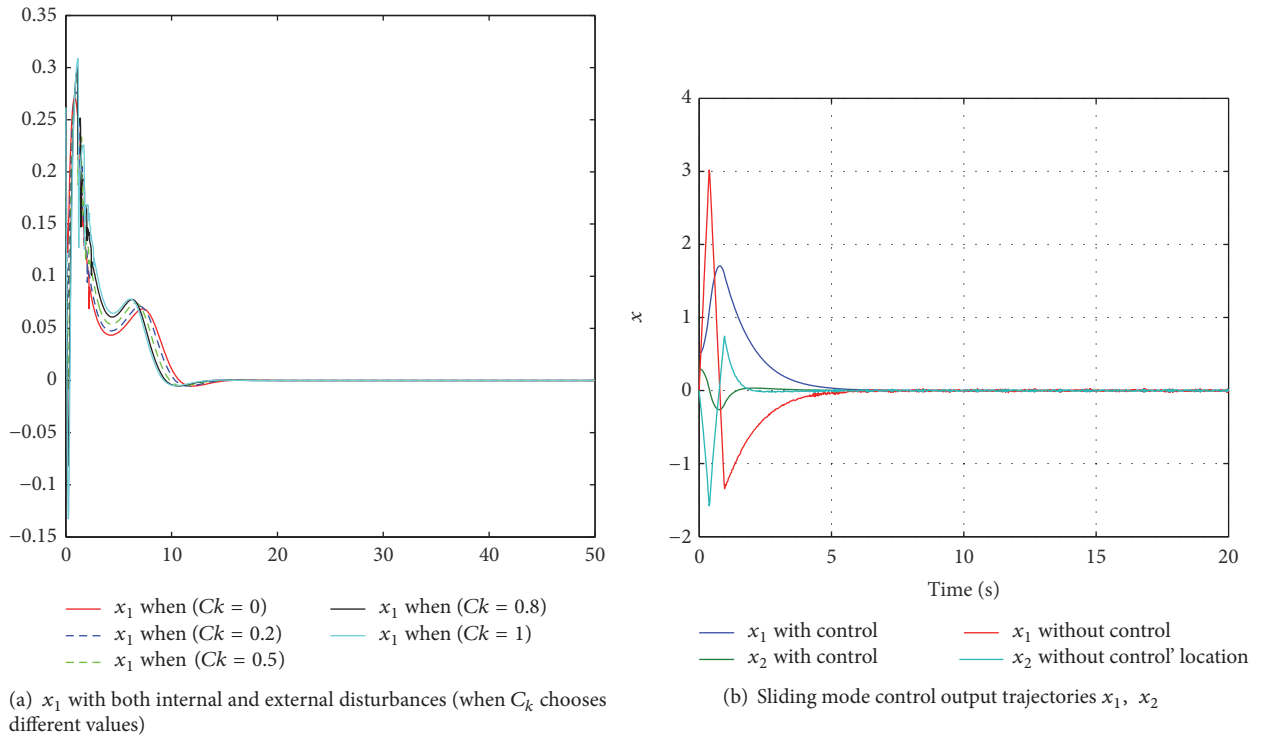 0.35
0.3
0.25
0.2
0.15
0.1
0.05
0
−0.05
−0.1
−0.15
0
10
20
30
40
50
x1 when (Ck = 0)
x1 when (Ck = 0.2)
x1 when (Ck = 0.5)
x1 when (Ck = 0.8)
x1 when (Ck = 1)
(a) x1 with both internal and external disturbances (when Ck chooses
different values)
4
3
2
1
0
−1
−2
x
0
5
10
15
20
Time (s)
x1 with control
x2 with control
x1 without control
x2 without control' location
(b) Sliding mode control output trajectories x1, x2